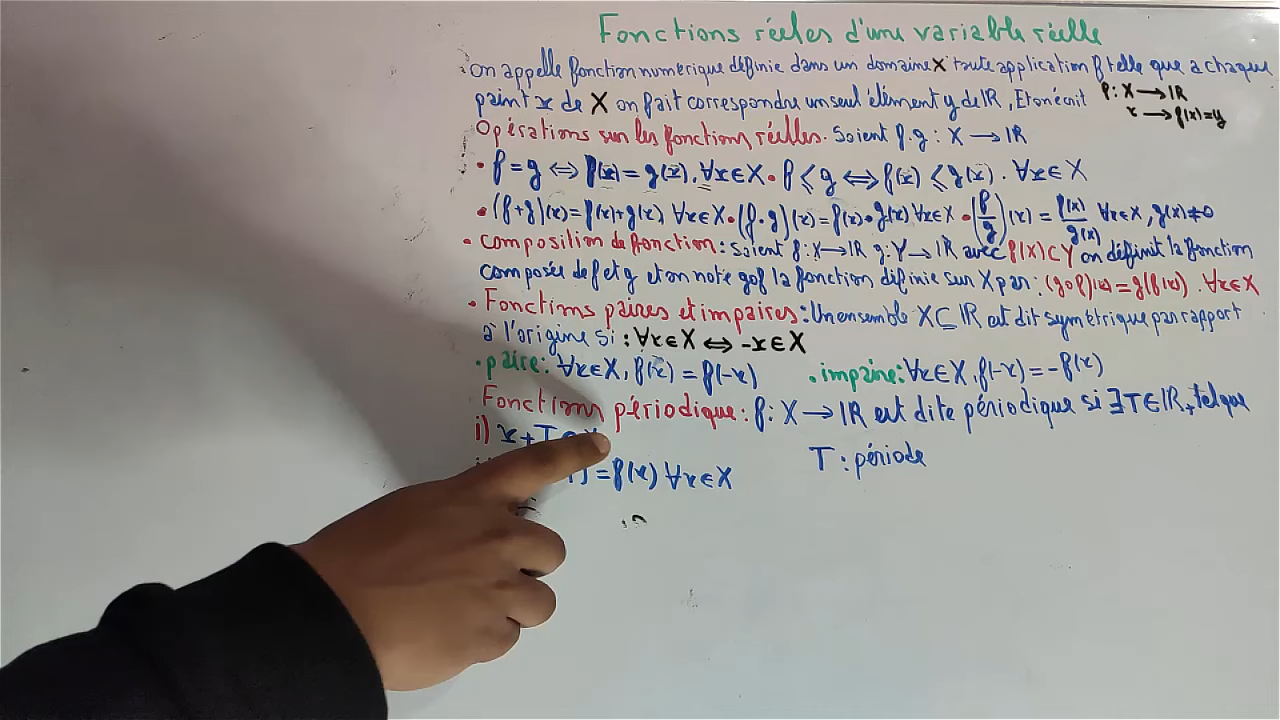 Fonctions réeles d'une variable réelle
On appelle fonction numérique définie dans un domaine X toute application f telle que a chaque
point x de X on fait correspondre un seul élément y de IR, Et on écrit f: X → IR
x → f(x)=y
Opérations sur les fonctions réelles. Soient f.g : X → IR
• f = g ⇔ f(x) = g(x). ∀x∈X • f ⩽ g ⇔ f(x) ⩽ g(x). ∀x∈X
• (f+g)(x)=f(x)+g(x), ∀x∈X • (f·g)(x)=f(x)•g(x) ∀x∈X • (f/g)(x) = f(x)/g(x) ∀x∈X, g(x)≠0
• composition de fonction: soient f: X → IR g: Y → IR avec f(X)⊂Y on définit la fonction
composée de f et g et on note gof la fonction définie sur X par: (gof)(x)=g(f(x)). ∀x∈X
• Fonctions paires et impaires: Un ensemble X⊆IR est dit symétrique par rapport
à l'origine si : ∀x∈X ⇔ -x∈X
• paire: ∀x∈X, f(x) = f(-x) • impaire: ∀x∈X, f(-x)=-f(x)
Fonctions périodique: f: X → IR est dite périodique si ∃T∈IR+ tel que
i) x+T∈X
=f(x) ∀x∈X T : période